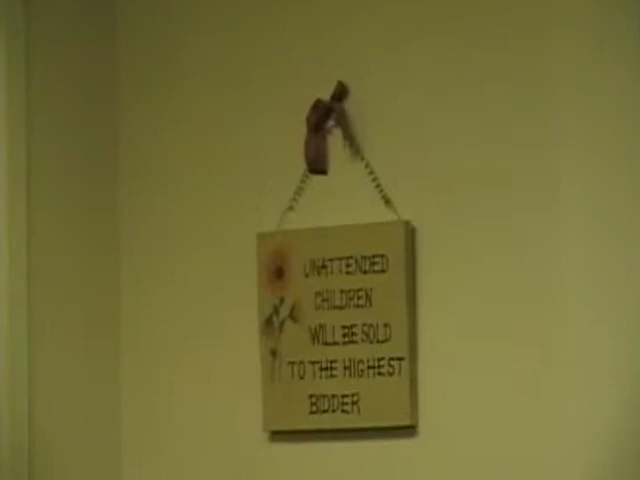 UNATTENDED
CHILDREN
WILL BE SOLD
TO THE HIGHEST
BIDDER